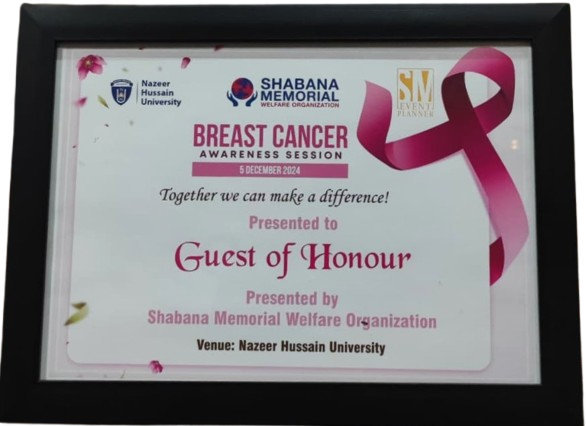 Nazeer
Hussain
University
SHABANA
MEMORIAL
WELFARE ORGANIZATION
SM
EVENT
PLANNER
BREAST CANCER
AWARENESS SESSION
5 DECEMBER 2024
Together we can make a difference!
Presented to
Guest of Honour
Presented by
Shabana Memorial Welfare Organization
Venue: Nazeer Hussain University